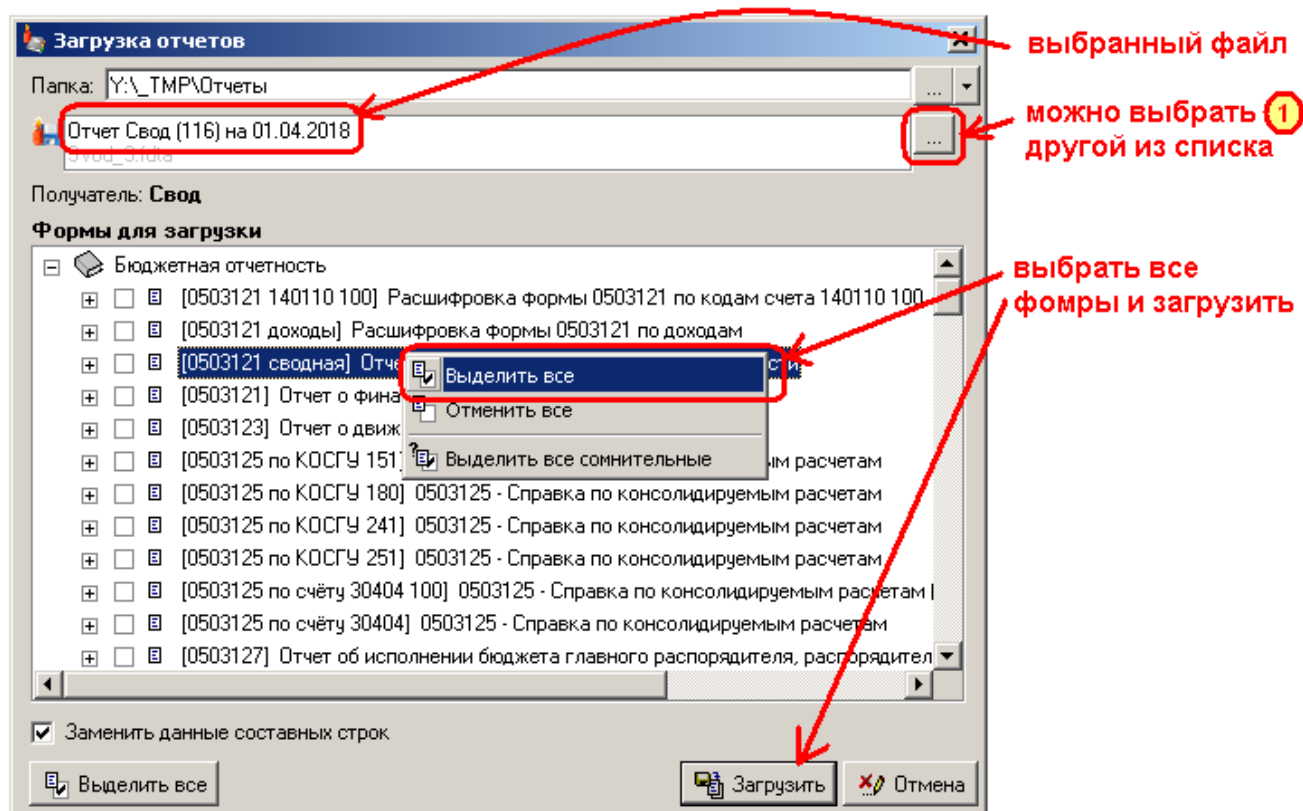 Загрузка отчетов
выбранный файл
Папка: Y:\_TMP\Отчеты
...
можно выбрать 1
другой из списка
Отчет Свод (116) на 01.04.2018
...
Svod_3.fdta
Получатель: Свод
Формы для загрузки
Бюджетная отчетность
выбрать все
фомры и загрузить
[0503121 140110 100] Расшифровка формы 0503121 по кодам счета 140110 100
[0503121 доходы] Расшифровка формы 0503121 по доходам
[0503121 сводная] Отче
сти
Выделить все
[0503121] Отчет о фина
Отменить все
[0503123] Отчет о движ
[0503125 по КОСГУ 151]
Выделить все сомнительные
ым расчетам
[0503125 по КОСГУ 180] 0503125 - Справка по консолидируемым расчетам
[0503125 по КОСГУ 241] 0503125 - Справка по консолидируемым расчетам
[0503125 по КОСГУ 251] 0503125 - Справка по консолидируемым расчетам
[0503125 по счёту 30404 100] 0503125 - Справка по консолидируемым расчетам [
[0503125 по счёту 30404] 0503125 - Справка по консолидируемым расчетам
[0503127] Отчет об исполнении бюджета главного распорядителя, распорядител
Заменить данные составных строк
Выделить все
Загрузить
Отмена